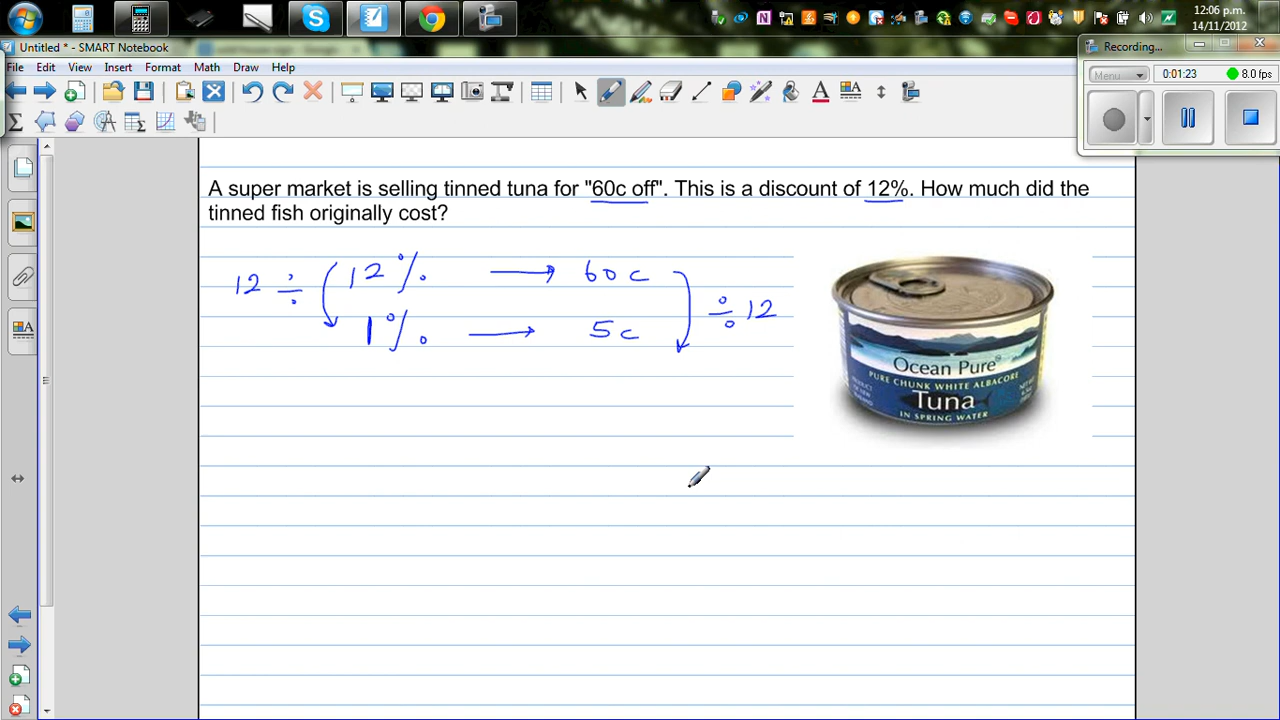 12:06 p.m.
14/11/2012
Untitled * - SMART Notebook
File Edit View Insert Format Math Draw Help
Recording...
Menu
0:01:23
8.0 fps
A super market is selling tinned tuna for "60c off". This is a discount of 12%. How much did the
tinned fish originally cost?
12 ÷ 12% → 60c ÷ 12
1% → 5c
Ocean Pure
PURE CHUNK WHITE ALBACORE
Tuna
IN SPRING WATER